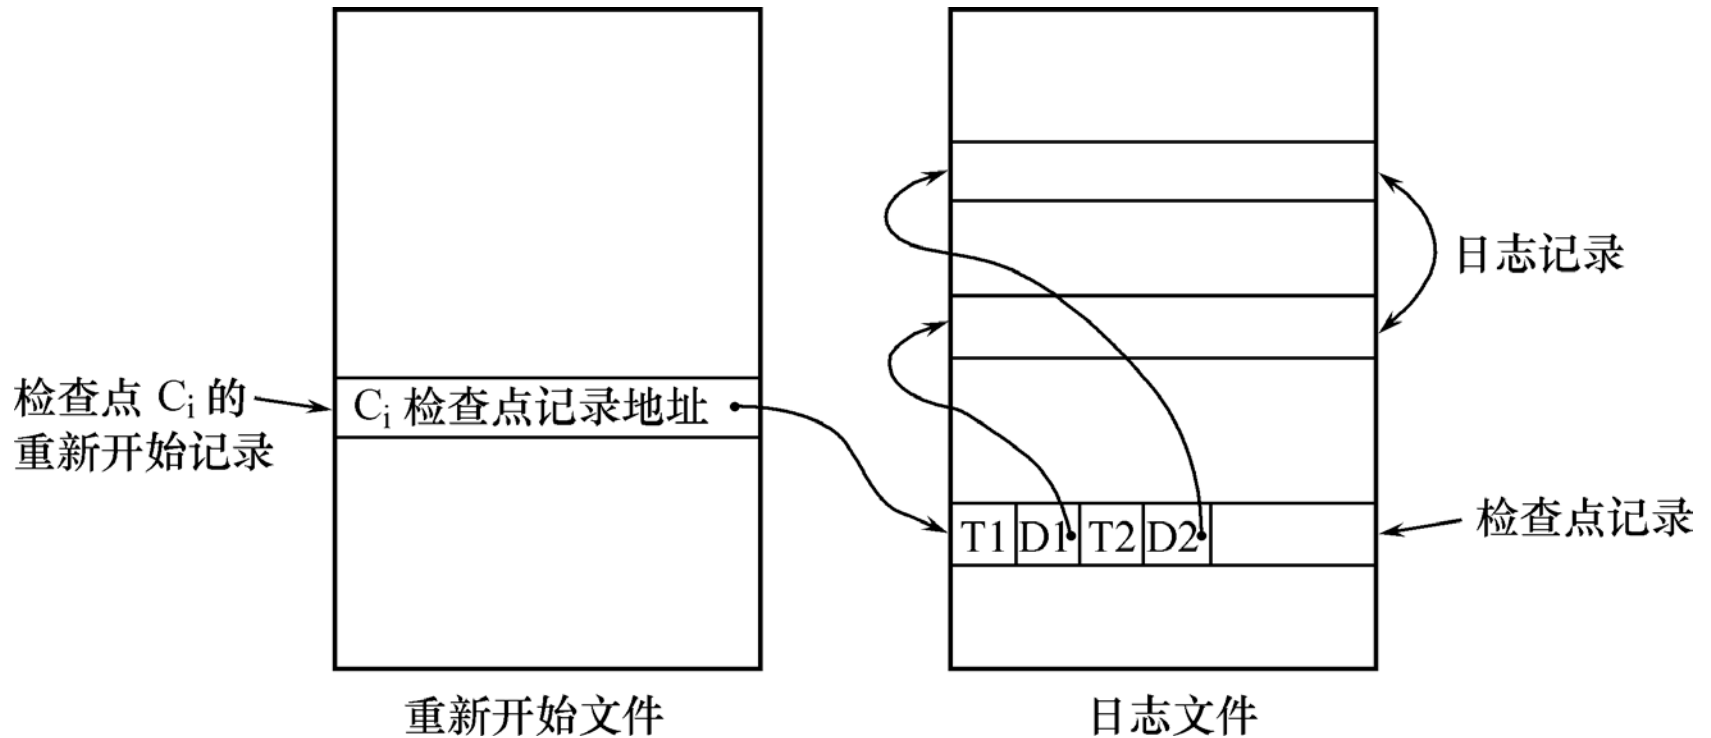 日志记录
检查点 Ci 的
重新开始记录
Ci 检查点记录地址
T1 D1 T2 D2
检查点记录
重新开始文件
日志文件